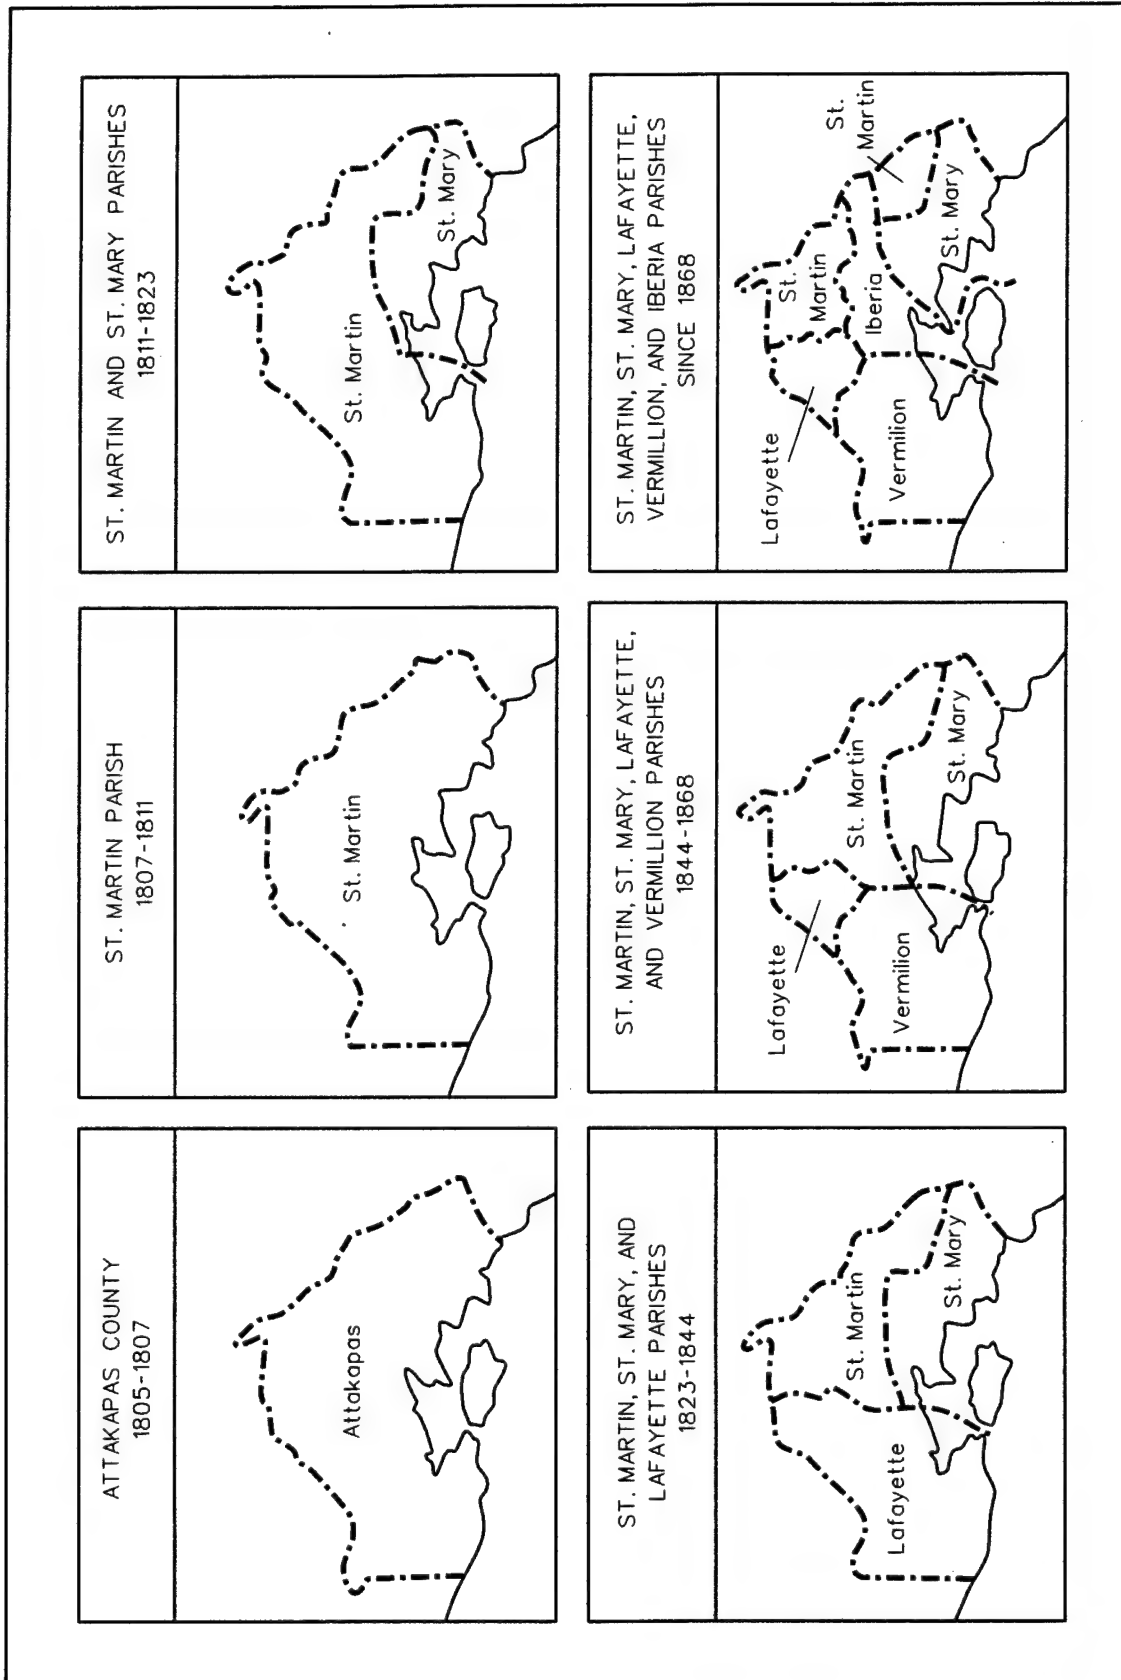 ATTAKAPAS COUNTY
1805-1807
Attakapas
ST. MARTIN PARISH
1807-1811
St. Martin
ST. MARTIN AND ST. MARY PARISHES
1811-1823
St. Martin
St. Mary
ST. MARTIN, ST. MARY, AND
LAFAYETTE PARISHES
1823-1844
St. Martin
Lafayette
St. Mary
ST. MARTIN, ST. MARY, LAFAYETTE,
AND VERMILLION PARISHES
1844-1868
Lafayette
St. Martin
Vermilion
St. Mary
ST. MARTIN, ST. MARY, LAFAYETTE,
VERMILLION, AND IBERIA PARISHES
SINCE 1868
Lafayette
St.
Martin
St.
Martin
Iberia
Vermilion
St. Mary